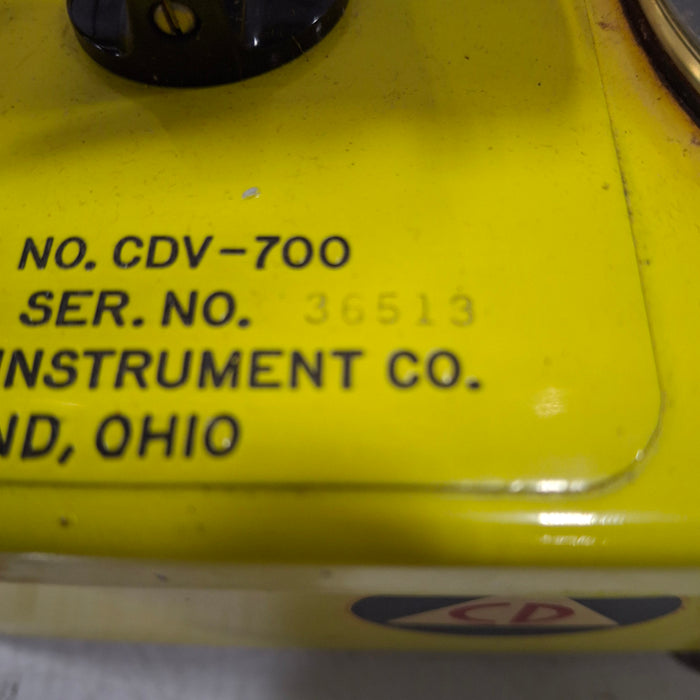 NO. CDV-700
SER. NO. 36513
INSTRUMENT CO.
ND, OHIO
CD